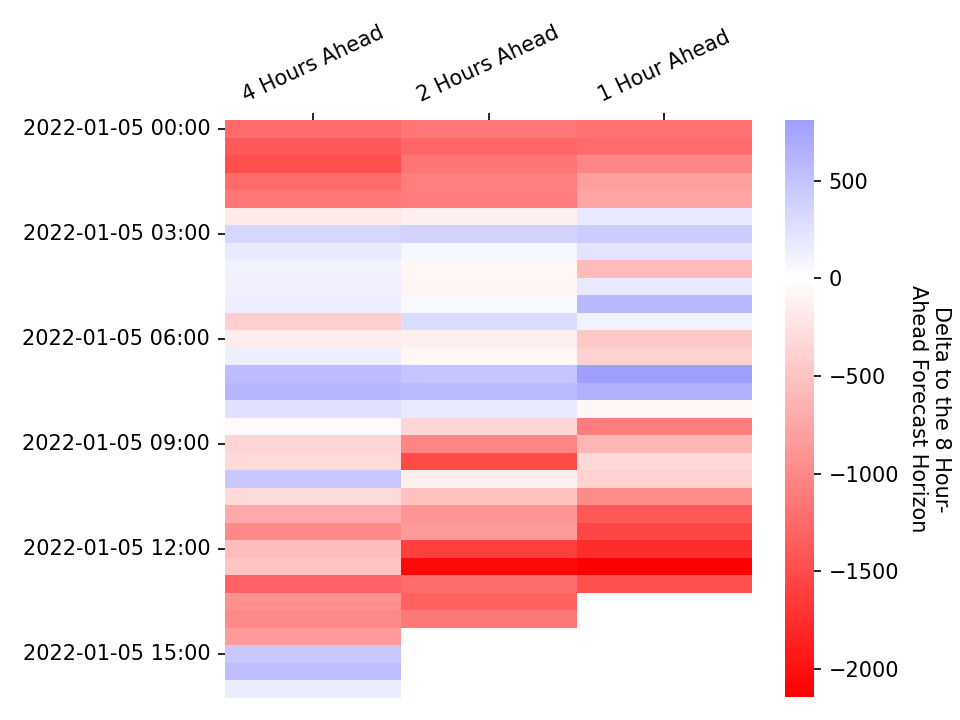 4 Hours Ahead
2 Hours Ahead
1 Hour Ahead
2022-01-05 00:00
2022-01-05 03:00
2022-01-05 06:00
2022-01-05 09:00
2022-01-05 12:00
2022-01-05 15:00
500
0
−500
−1000
−1500
−2000
Delta to the 8 Hour-
Ahead Forecast Horizon